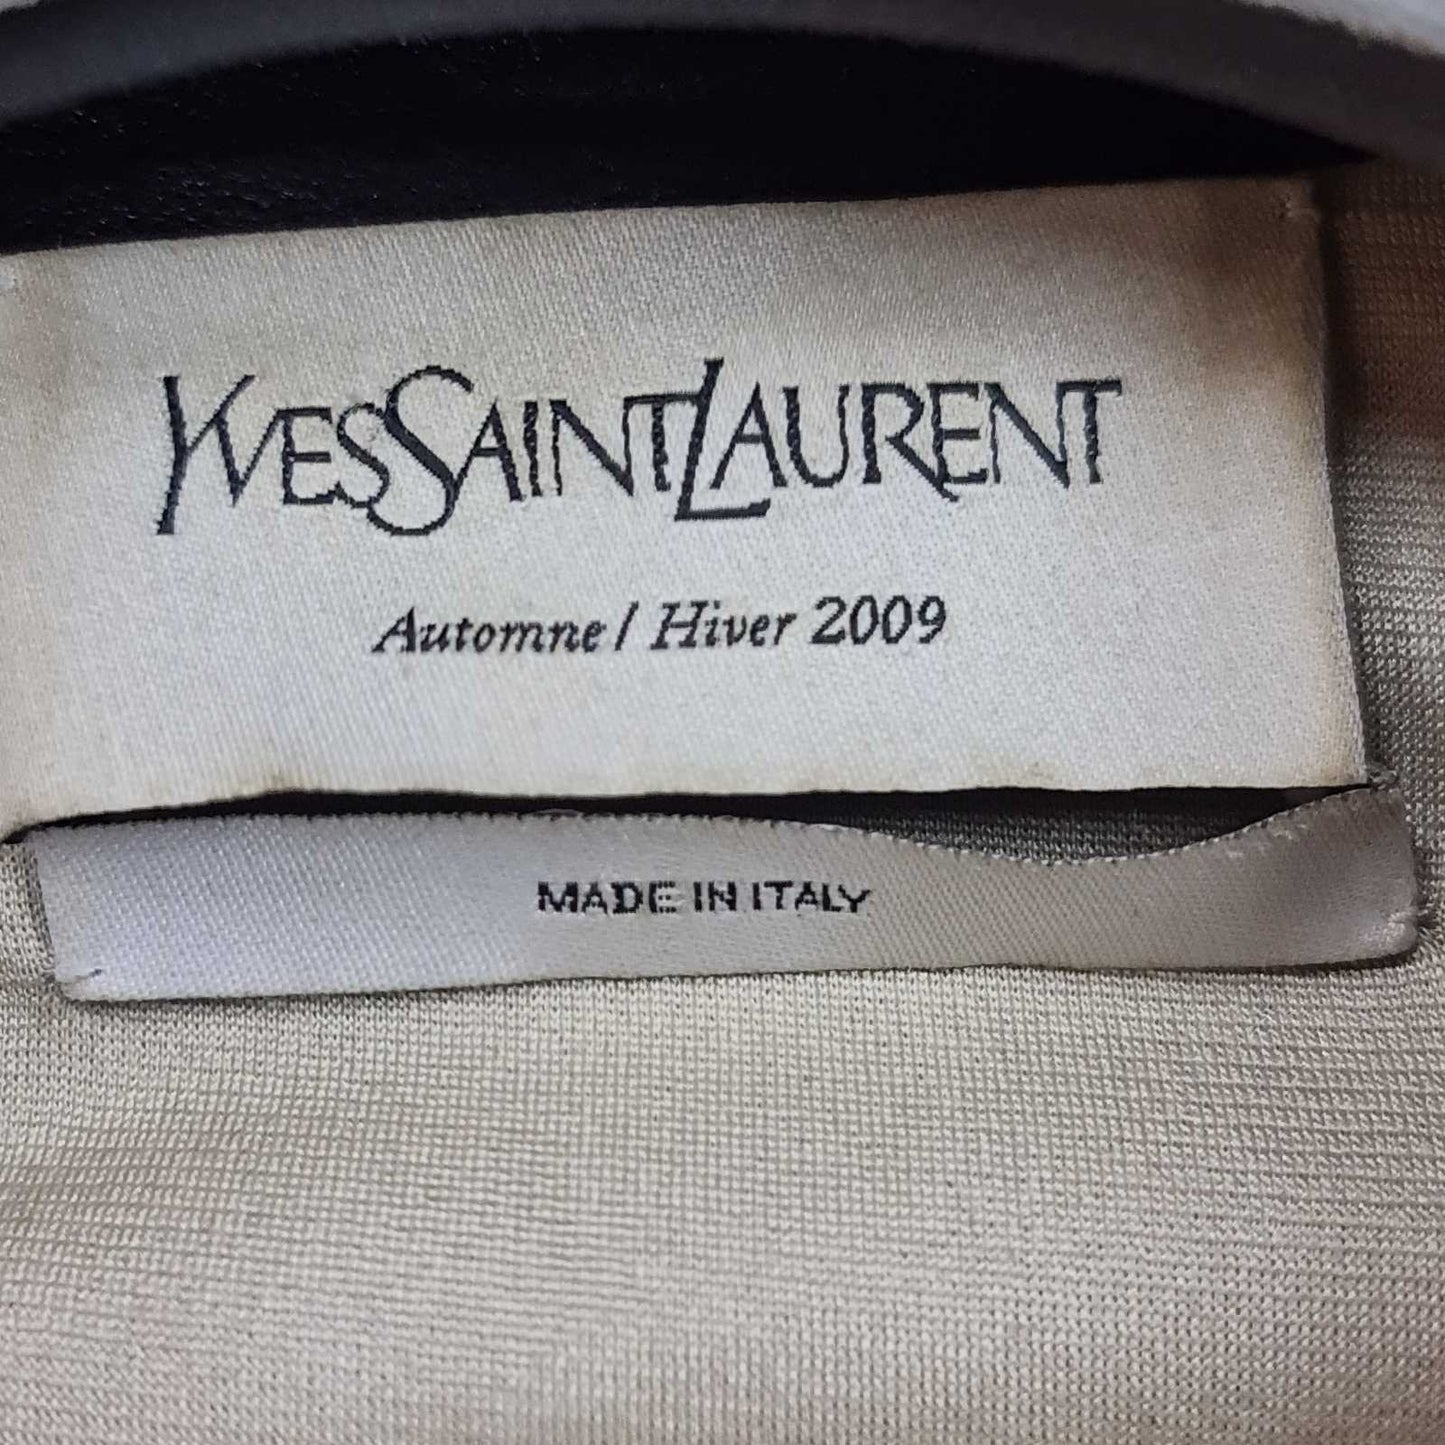 YVESSAINTLAURENT
Automne / Hiver 2009
MADE IN ITALY